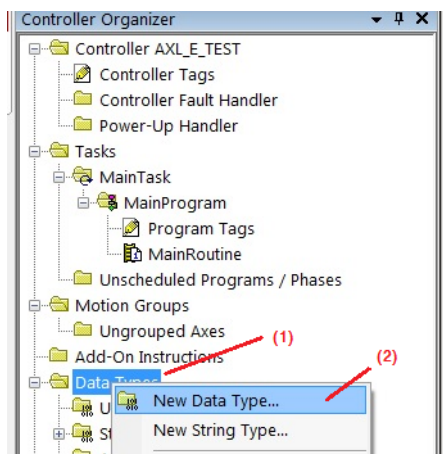 Controller Organizer
Controller AXL_E_TEST
Controller Tags
Controller Fault Handler
Power-Up Handler
Tasks
MainTask
MainProgram
Program Tags
MainRoutine
Unscheduled Programs / Phases
Motion Groups
Ungrouped Axes
(1)
Add-On Instructions
(2)
Data Types
New Data Type...
New String Type...